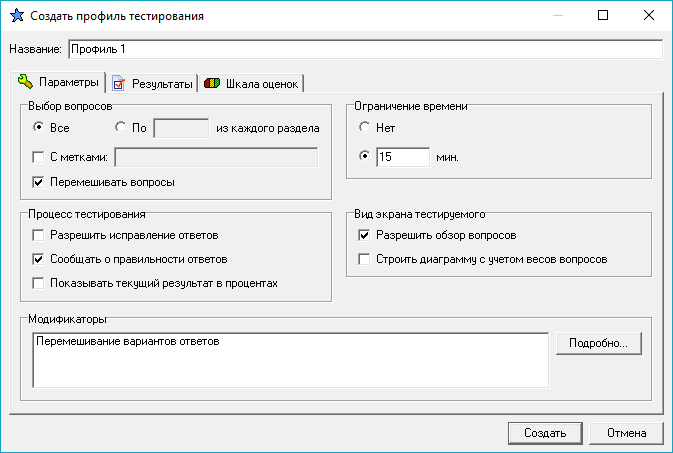 Создать профиль тестирования
Название: Профиль 1
Параметры Результаты Шкала оценок
Выбор вопросов
Все По из каждого раздела
С метками:
Перемешивать вопросы
Ограничение времени
Нет
15 мин.
Процесс тестирования
Разрешить исправление ответов
Сообщать о правильности ответов
Показывать текущий результат в процентах
Вид экрана тестируемого
Разрешить обзор вопросов
Строить диаграмму с учетом весов вопросов
Модификаторы
Перемешивание вариантов ответов
Подробно...
Создать Отмена